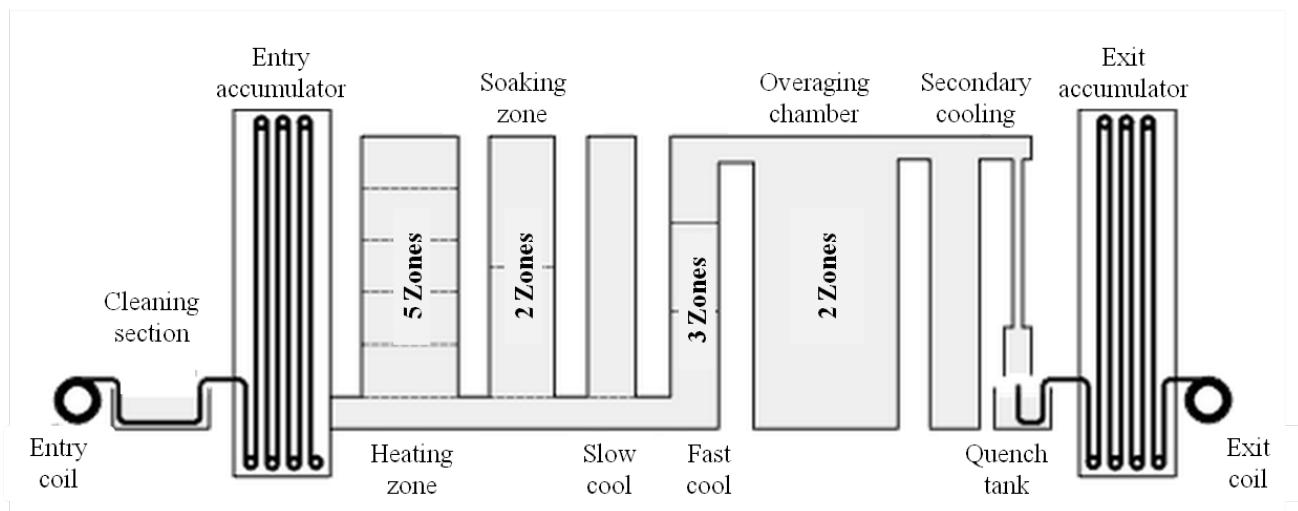 Entry
accumulator
Soaking
zone
Overaging
chamber
Secondary
cooling
Exit
accumulator
Cleaning
section
5 Zones
2 Zones
3 Zones
2 Zones
Entry
coil
Heating
zone
Slow
cool
Fast
cool
Quench
tank
Exit
coil